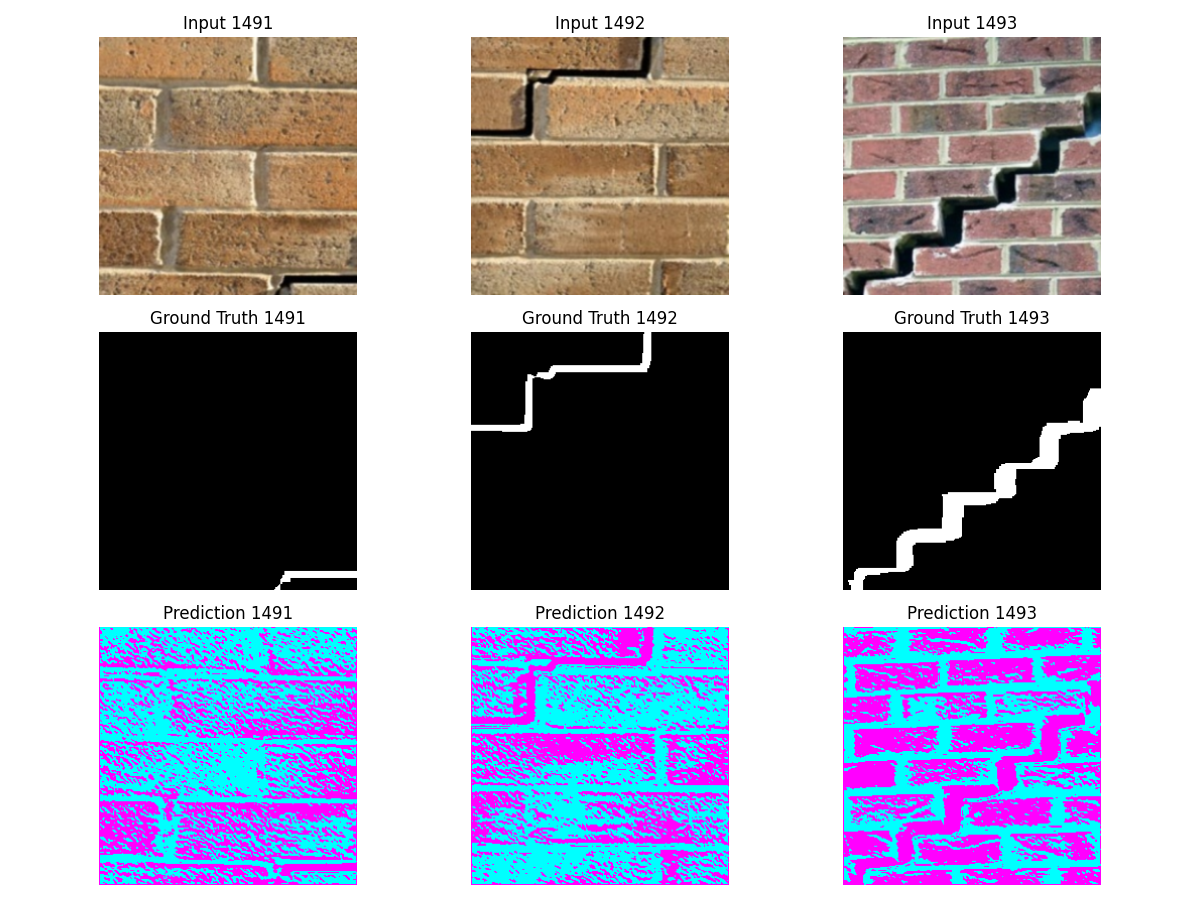 Input 1491
Input 1492
Input 1493
Ground Truth 1491
Ground Truth 1492
Ground Truth 1493
Prediction 1491
Prediction 1492
Prediction 1493